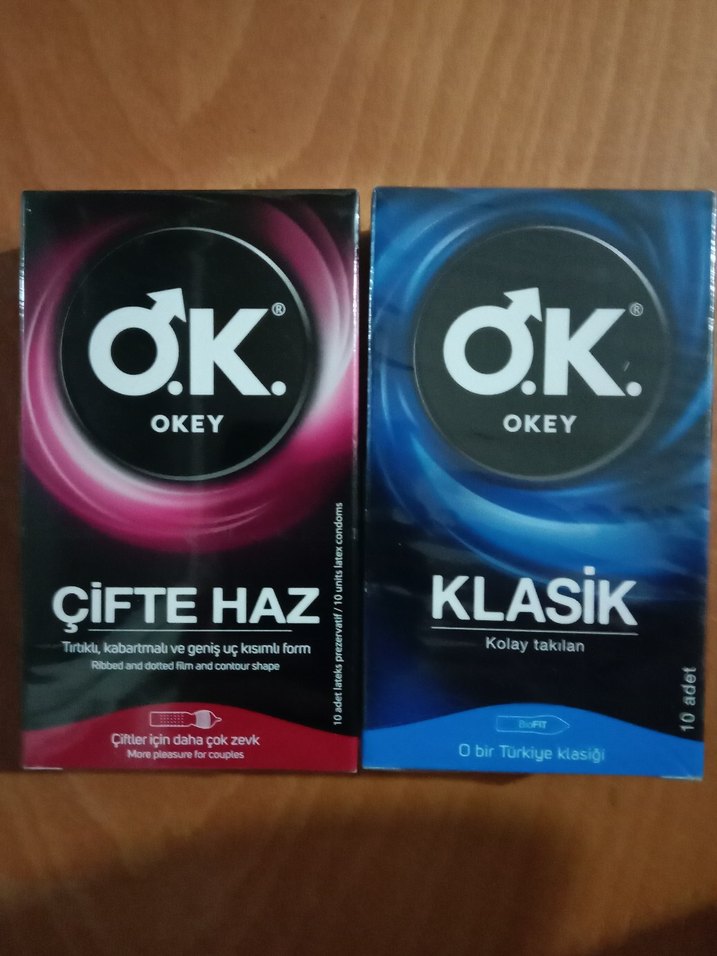 O.K.®
OKEY
ÇİFTE HAZ
Tırtıklı, kabartmalı ve geniş uç kısımlı form
Ribbed and dotted film and contour shape
Çiftler için daha çok zevk
More pleasure for couples
10 adet lateks prezervatif / 10 units latex condoms
O.K.®
OKEY
KLASİK
Kolay takılan
BioFIT
O bir Türkiye klasiği
10 adet